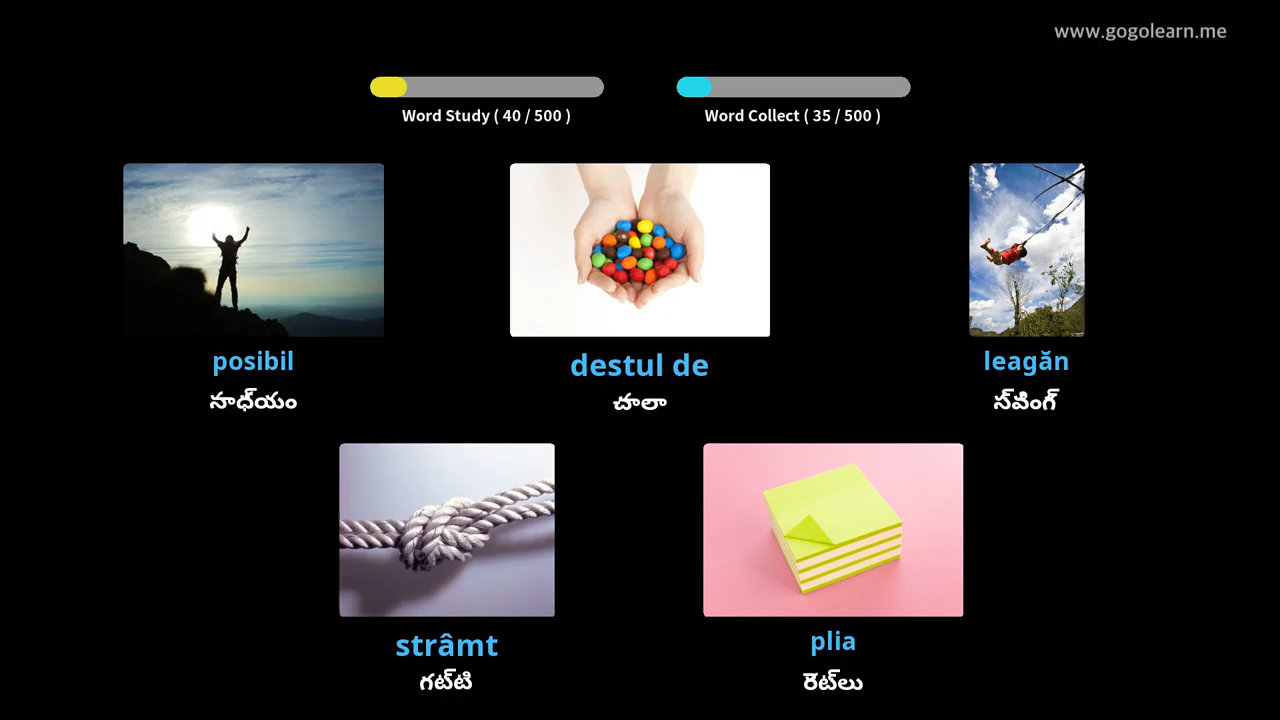 www.gogolearn.me
Word Study ( 40 / 500 )
Word Collect ( 35 / 500 )
posibil
సాధ్యం
destul de
చాలా
leagăn
స్వింగ్
strâmt
గట్టి
plia
రెట్లు